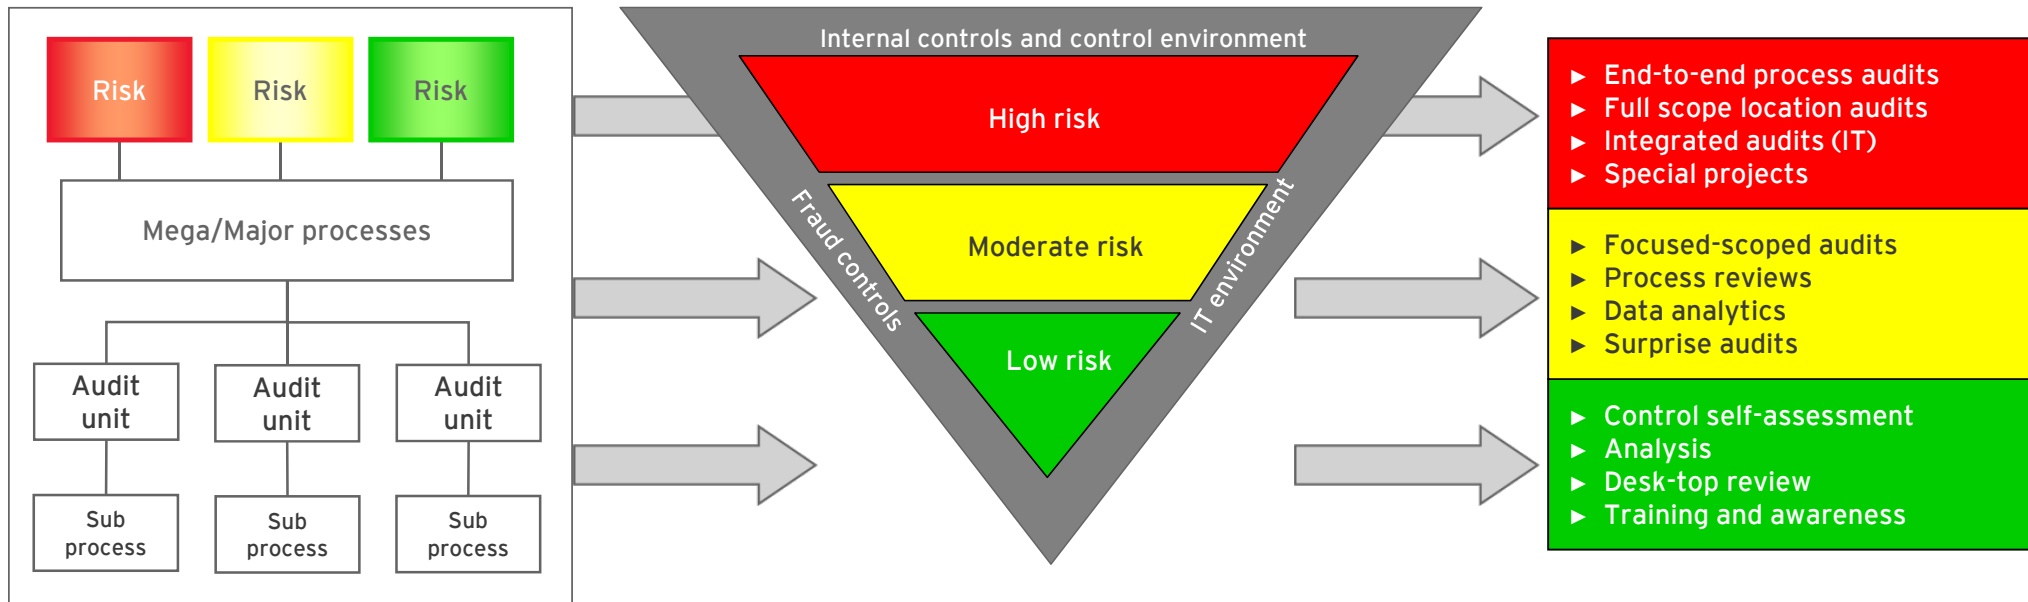 Risk
Risk
Risk
Mega/Major processes
Audit
unit
Audit
unit
Audit
unit
Sub
process
Sub
process
Sub
process
Internal controls and control environment
Fraud controls
IT environment
High risk
Moderate risk
Low risk
► End-to-end process audits
► Full scope location audits
► Integrated audits (IT)
► Special projects
► Focused-scoped audits
► Process reviews
► Data analytics
► Surprise audits
► Control self-assessment
► Analysis
► Desk-top review
► Training and awareness